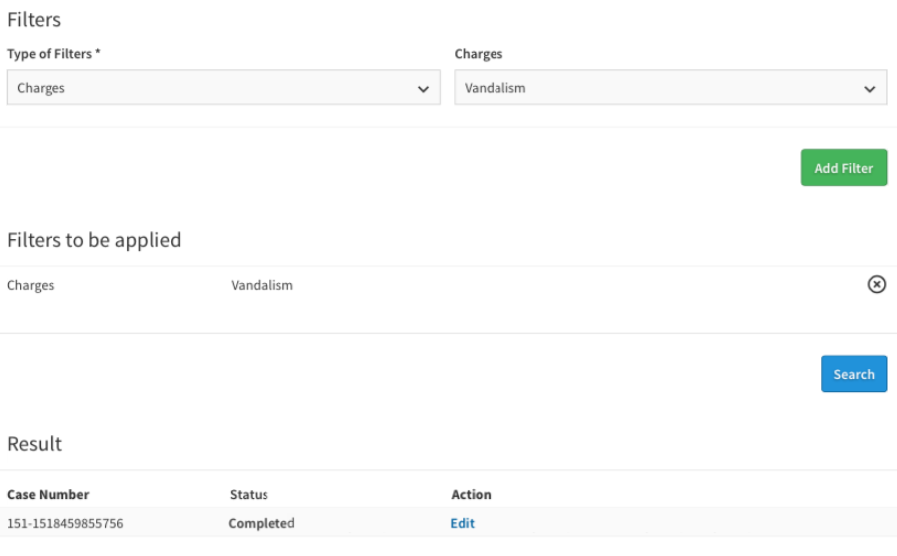 Filters
Type of Filters * Charges
Charges Vandalism
Add Filter
Filters to be applied
Charges Vandalism
Search
Result
Case Number Status Action
151-1518459855756 Completed Edit